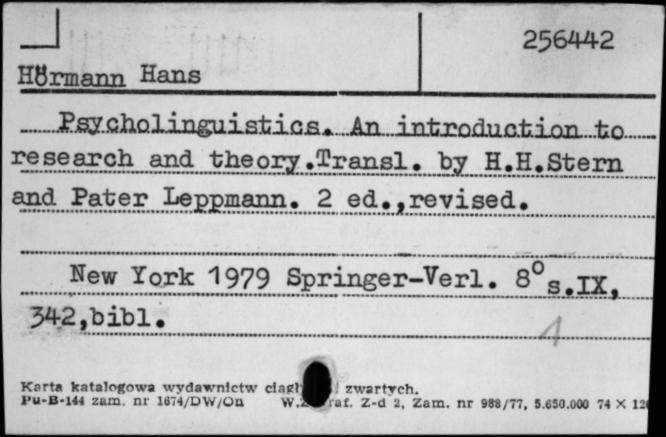 256442
Hörmann Hans
Psycholinguistics. An introduction to
research and theory.Transl. by H.H.Stern
and Pater Leppmann. 2 ed.,revised.
New York 1979 Springer-Verl. 8° s.IX,
342,bibl.
1
Karta katalogowa wydawnictw zwartych.
Pu-B-144 zam. nr 1674/DW/On Z-d 2, Zam. nr 988/77, 5.650.000 74 X